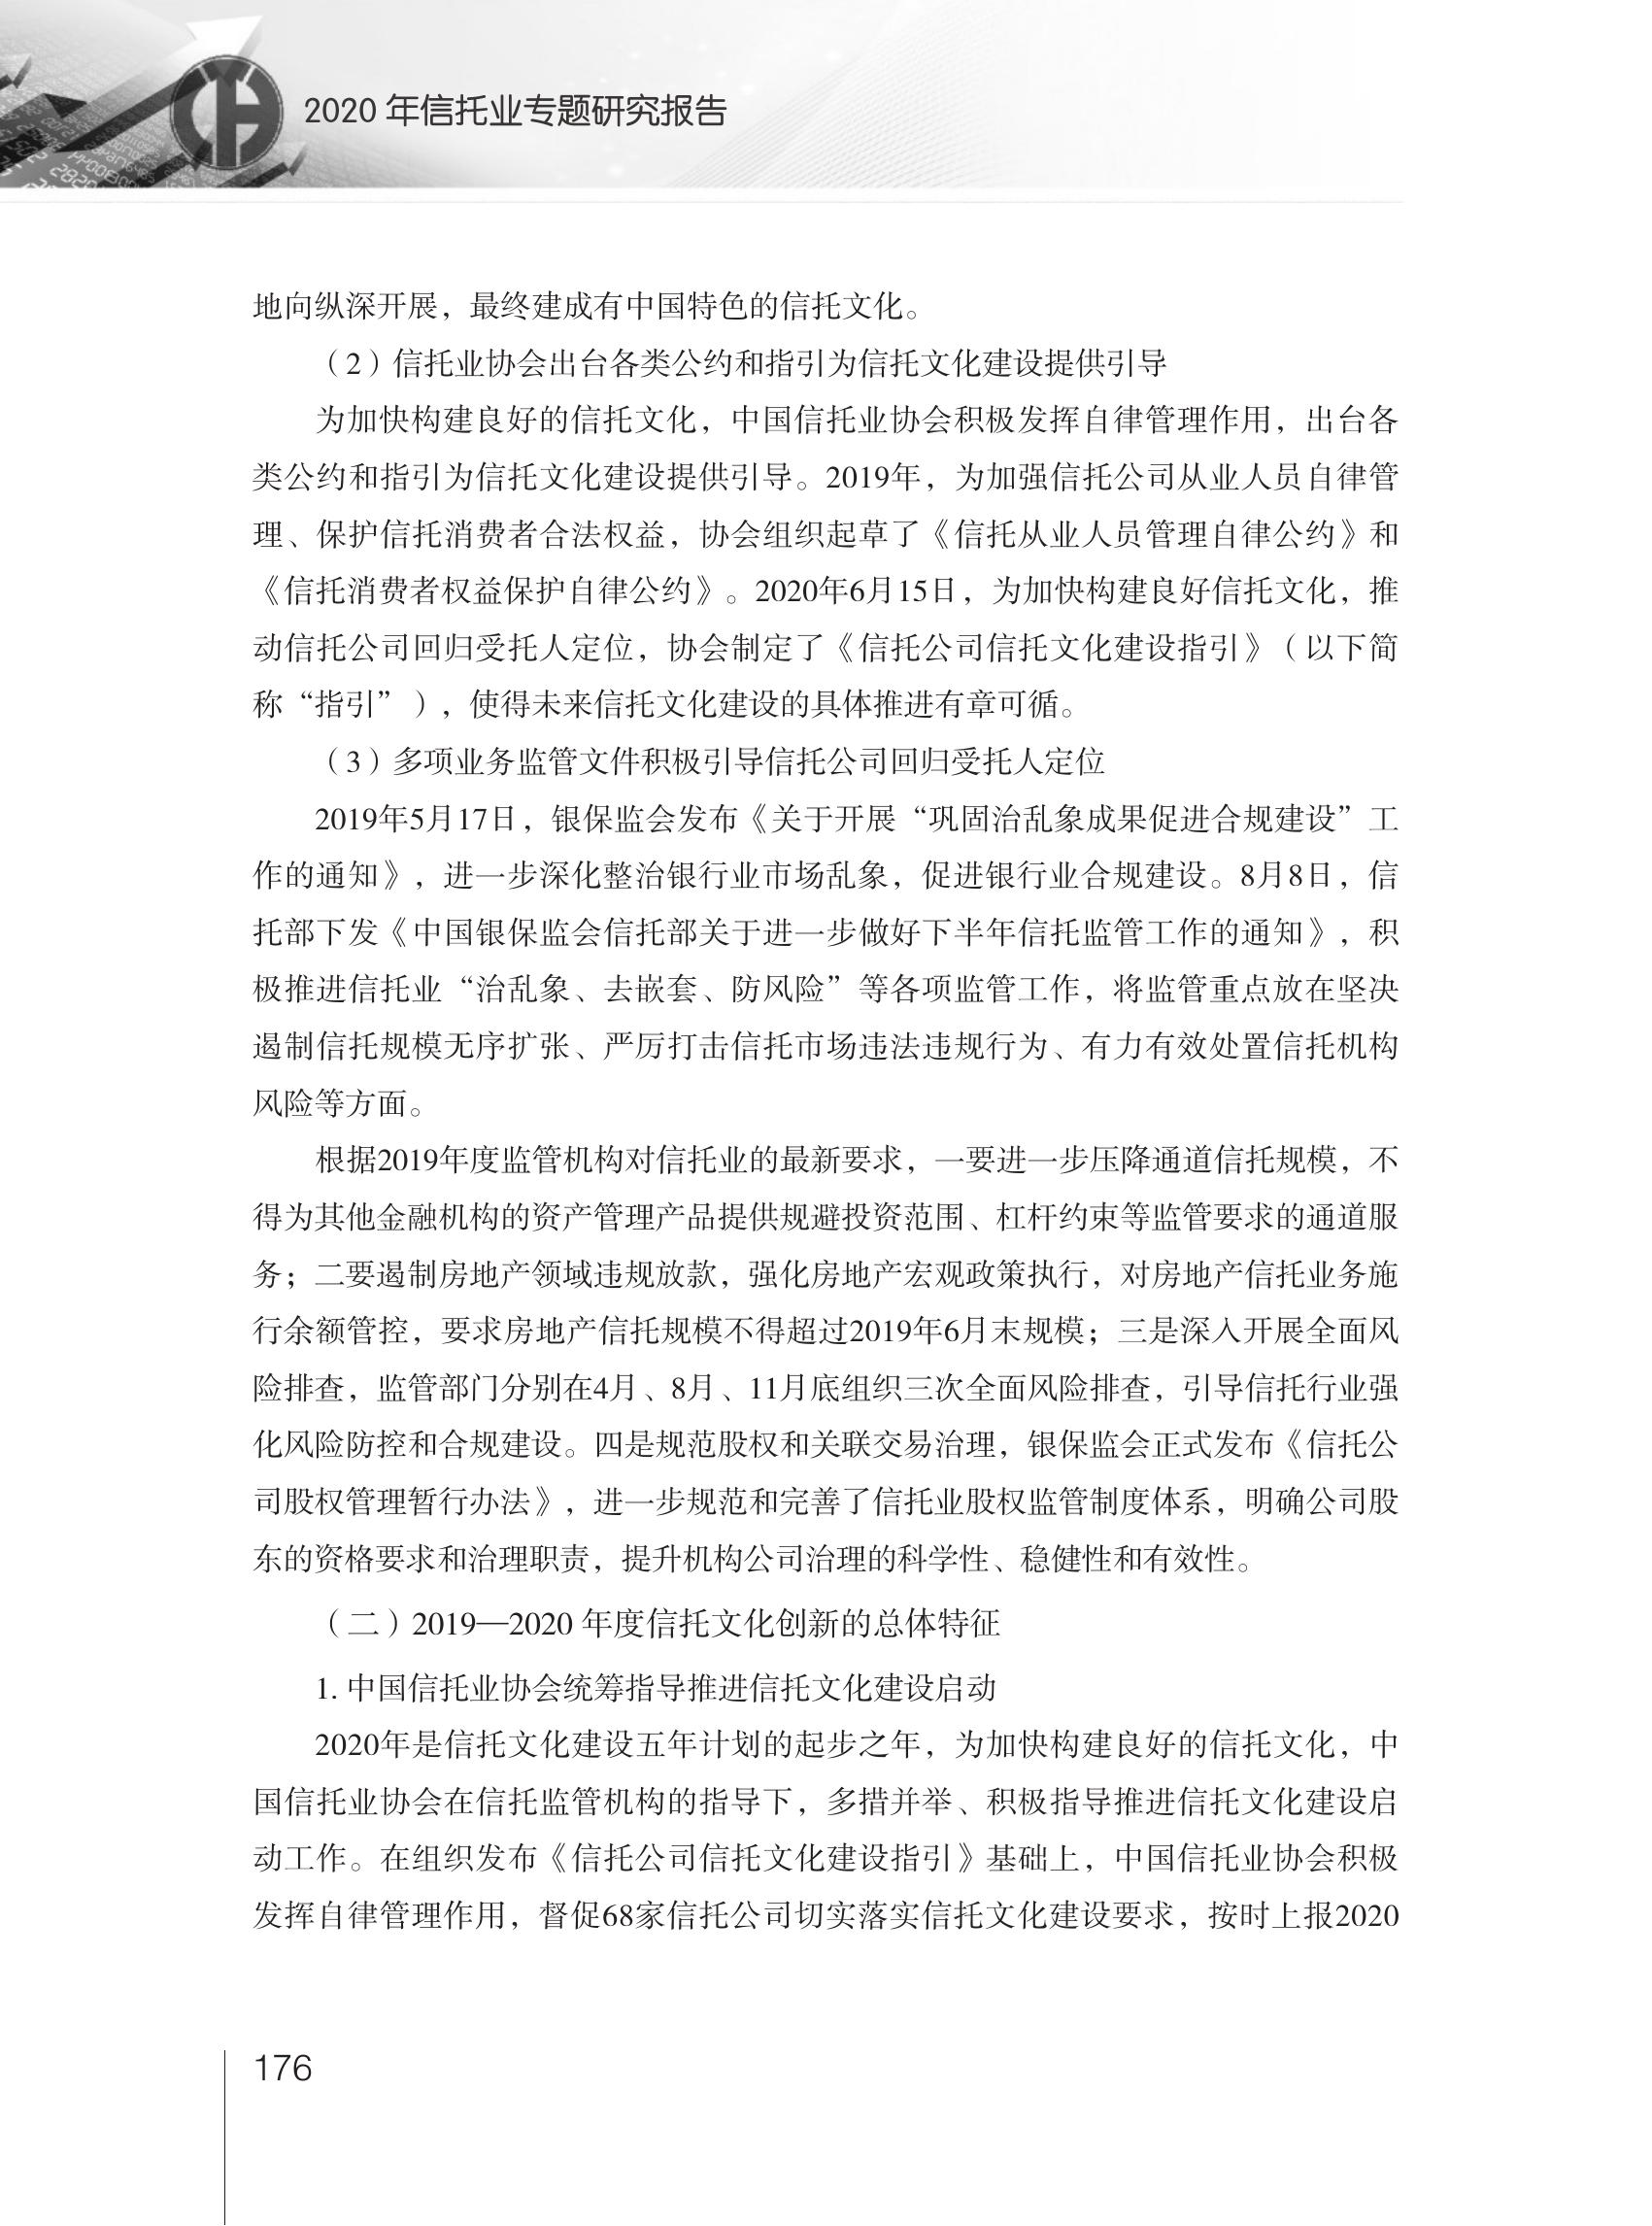 2020 年信托业专题研究报告
地向纵深开展，最终建成有中国特色的信托文化。
（2）信托业协会出台各类公约和指引为信托文化建设提供引导
为加快构建良好的信托文化，中国信托业协会积极发挥自律管理作用，出台各
类公约和指引为信托文化建设提供引导。2019年，为加强信托公司从业人员自律管
理、保护信托消费者合法权益，协会组织起草了《信托从业人员管理自律公约》和
《信托消费者权益保护自律公约》。2020年6月15日，为加快构建良好信托文化，推
动信托公司回归受托人定位，协会制定了《信托公司信托文化建设指引》（以下简
称“指引”），使得未来信托文化建设的具体推进有章可循。
（3）多项业务监管文件积极引导信托公司回归受托人定位
2019年5月17日，银保监会发布《关于开展“巩固治乱象成果促进合规建设”工
作的通知》，进一步深化整治银行业市场乱象，促进银行业合规建设。8月8日，信
托部下发《中国银保监会信托部关于进一步做好下半年信托监管工作的通知》，积
极推进信托业“治乱象、去嵌套、防风险”等各项监管工作，将监管重点放在坚决
遏制信托规模无序扩张、严厉打击信托市场违法违规行为、有力有效处置信托机构
风险等方面。
根据2019年度监管机构对信托业的最新要求，一要进一步压降通道信托规模，不
得为其他金融机构的资产管理产品提供规避投资范围、杠杆约束等监管要求的通道服
务；二要遏制房地产领域违规放款，强化房地产宏观政策执行，对房地产信托业务施
行余额管控，要求房地产信托规模不得超过2019年6月末规模；三是深入开展全面风
险排查，监管部门分别在4月、8月、11月底组织三次全面风险排查，引导信托行业强
化风险防控和合规建设。四是规范股权和关联交易治理，银保监会正式发布《信托公
司股权管理暂行办法》，进一步规范和完善了信托业股权监管制度体系，明确公司股
东的资格要求和治理职责，提升机构公司治理的科学性、稳健性和有效性。
（二）2019—2020 年度信托文化创新的总体特征
1. 中国信托业协会统筹指导推进信托文化建设启动
2020年是信托文化建设五年计划的起步之年，为加快构建良好的信托文化，中
国信托业协会在信托监管机构的指导下，多措并举、积极指导推进信托文化建设启
动工作。在组织发布《信托公司信托文化建设指引》基础上，中国信托业协会积极
发挥自律管理作用，督促68家信托公司切实落实信托文化建设要求，按时上报2020
176